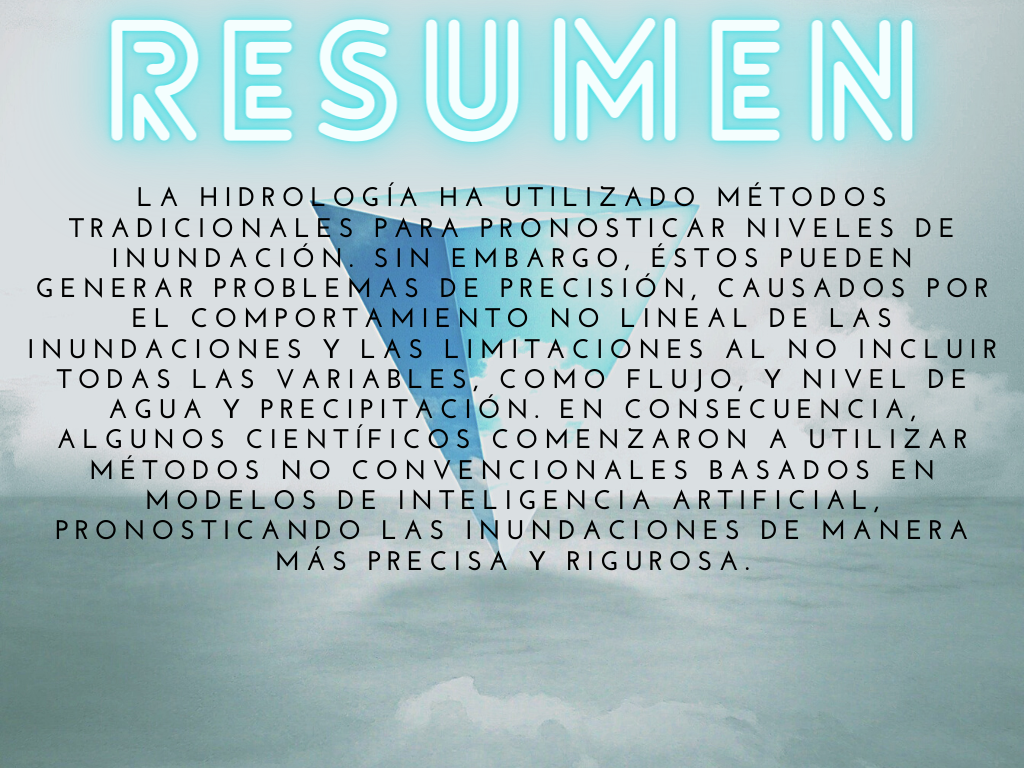 RESUMEN
LA HIDROLOGÍA HA UTILIZADO MÉTODOS
TRADICIONALES PARA PRONOSTICAR NIVELES DE
INUNDACIÓN. SIN EMBARGO, ÉSTOS PUEDEN
GENERAR PROBLEMAS DE PRECISIÓN, CAUSADOS POR
EL COMPORTAMIENTO NO LINEAL DE LAS
INUNDACIONES Y LAS LIMITACIONES AL NO INCLUIR
TODAS LAS VARIABLES, COMO FLUJO, Y NIVEL DE
AGUA Y PRECIPITACIÓN. EN CONSECUENCIA,
ALGUNOS CIENTÍFICOS COMENZARON A UTILIZAR
MÉTODOS NO CONVENCIONALES BASADOS EN
MODELOS DE INTELIGENCIA ARTIFICIAL,
PRONOSTICANDO LAS INUNDACIONES DE MANERA
MÁS PRECISA Y RIGUROSA.